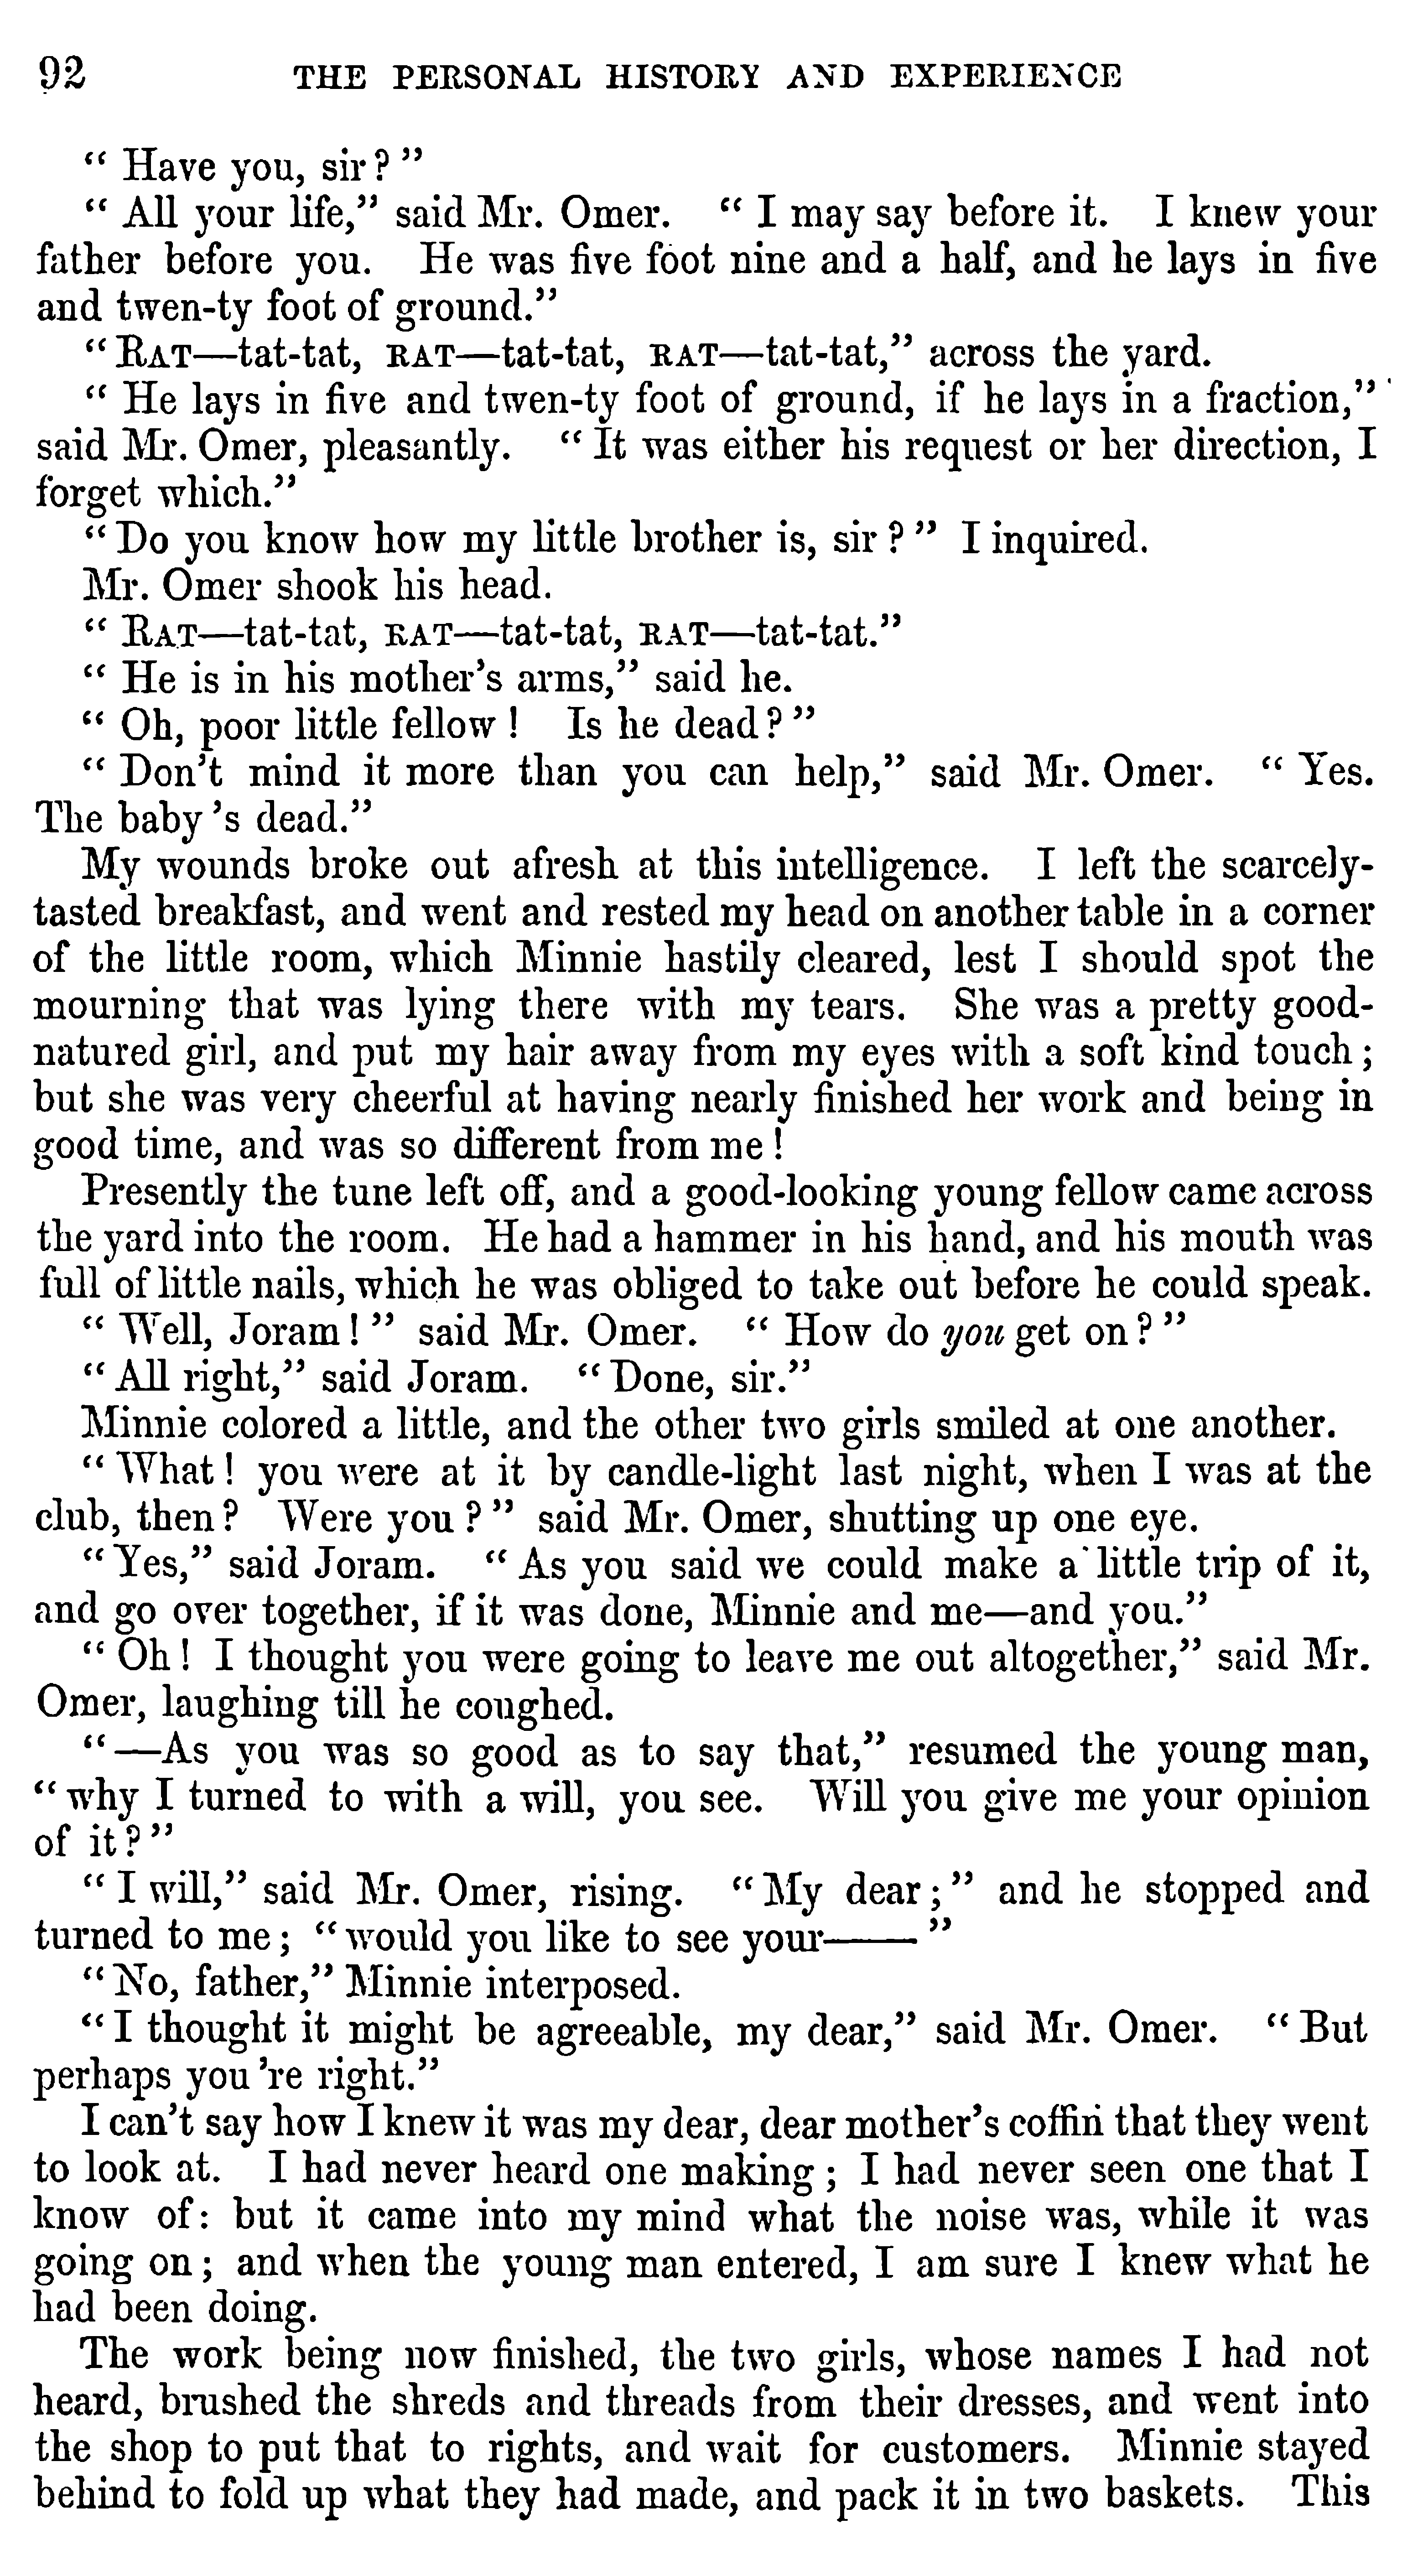 92 THE PERSONAL HISTORY AND EXPERIENCE
“ Have you, sir? ”
“ All your life,” said Mr. Omer. “ I may say before it. I knew your
father before you. He was five foot nine and a half, and he lays in five
and twen-ty foot of ground.”
“ RAT—tat-tat, RAT—tat-tat, RAT—tat-tat,” across the yard.
“ He lays in five and twen-ty foot of ground, if he lays in a fraction,”
said Mr. Omer, pleasantly. “ It was either his request or her direction, I
forget which.”
“ Do you know how my little brother is, sir ? ” I inquired.
Mr. Omer shook his head.
“ RAT—tat-tat, RAT—tat-tat, RAT—tat-tat.”
“ He is in his mother’s arms,” said he.
“ Oh, poor little fellow ! Is he dead ? ”
“ Don’t mind it more than you can help,” said Mr. Omer. “ Yes.
The baby ’s dead.”
My wounds broke out afresh at this intelligence. I left the scarcely-
tasted breakfast, and went and rested my head on another table in a corner
of the little room, which Minnie hastily cleared, lest I should spot the
mourning that was lying there with my tears. She was a pretty good-
natured girl, and put my hair away from my eyes with a soft kind touch ;
but she was very cheerful at having nearly finished her work and being in
good time, and was so different from me !
Presently the tune left off, and a good-looking young fellow came across
the yard into the room. He had a hammer in his hand, and his mouth was
full of little nails, which he was obliged to take out before he could speak.
“ Well, Joram ! ” said Mr. Omer. “ How do you get on ? ”
“ All right,” said Joram. “ Done, sir.”
Minnie colored a little, and the other two girls smiled at one another.
“ What ! you were at it by candle-light last night, when I was at the
club, then ? Were you ? ” said Mr. Omer, shutting up one eye.
“ Yes,” said Joram. “ As you said we could make a little trip of it,
and go over together, if it was done, Minnie and me—and you.”
“ Oh ! I thought you were going to leave me out altogether,” said Mr.
Omer, laughing till he coughed.
“ —As you was so good as to say that,” resumed the young man,
“ why I turned to with a will, you see. Will you give me your opinion
of it ? ”
“ I will,” said Mr. Omer, rising. “ My dear ; ” and he stopped and
turned to me ; “ would you like to see your—— ”
“ No, father,” Minnie interposed.
“ I thought it might be agreeable, my dear,” said Mr. Omer. “ But
perhaps you ’re right.”
I can’t say how I knew it was my dear, dear mother’s coffin that they went
to look at. I had never heard one making ; I had never seen one that I
know of : but it came into my mind what the noise was, while it was
going on ; and when the young man entered, I am sure I knew what he
had been doing.
The work being now finished, the two girls, whose names I had not
heard, brushed the shreds and threads from their dresses, and went into
the shop to put that to rights, and wait for customers. Minnie stayed
behind to fold up what they had made, and pack it in two baskets. This